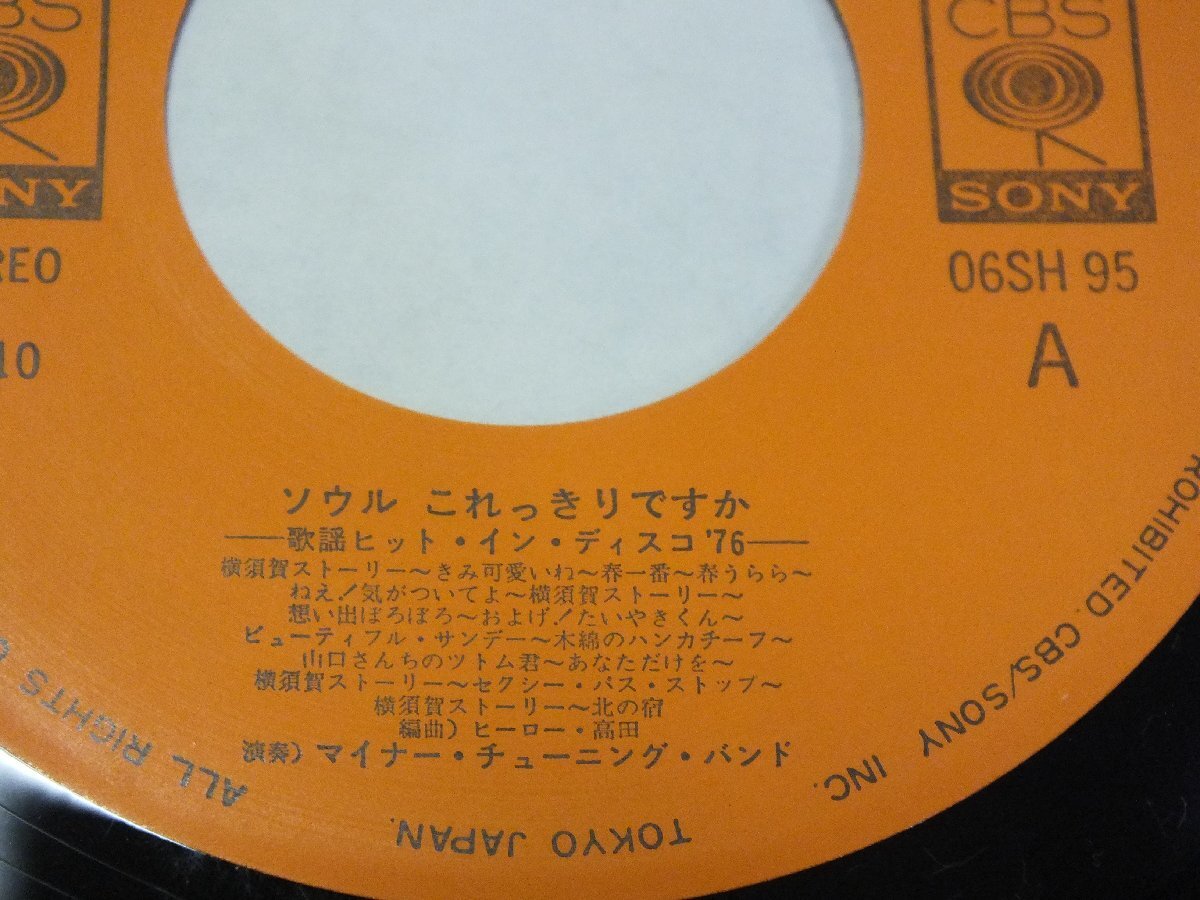 CBS
SONY
06SH 95
A
ソウル これっきりですか
――歌謡ヒット・イン・ディスコ'76――
横須賀ストーリー～きみ可愛いね～春一番～春うらら～
ねえ!気がついてよ～横須賀ストーリー～
想い出ぼろぼろ～およげ!たいやきくん～
ビューティフル・サンデー～木綿のハンカチーフ～
山口さんちのツトム君～あなただけを～
横須賀ストーリー～セクシー・バス・ストップ～
横須賀ストーリー～北の宿
編曲) ヒーロー・高田
演奏) マイナー・チューニング・バンド
10
ALL RIGHTS
TOKYO JAPAN.
CBS/SONY INC.